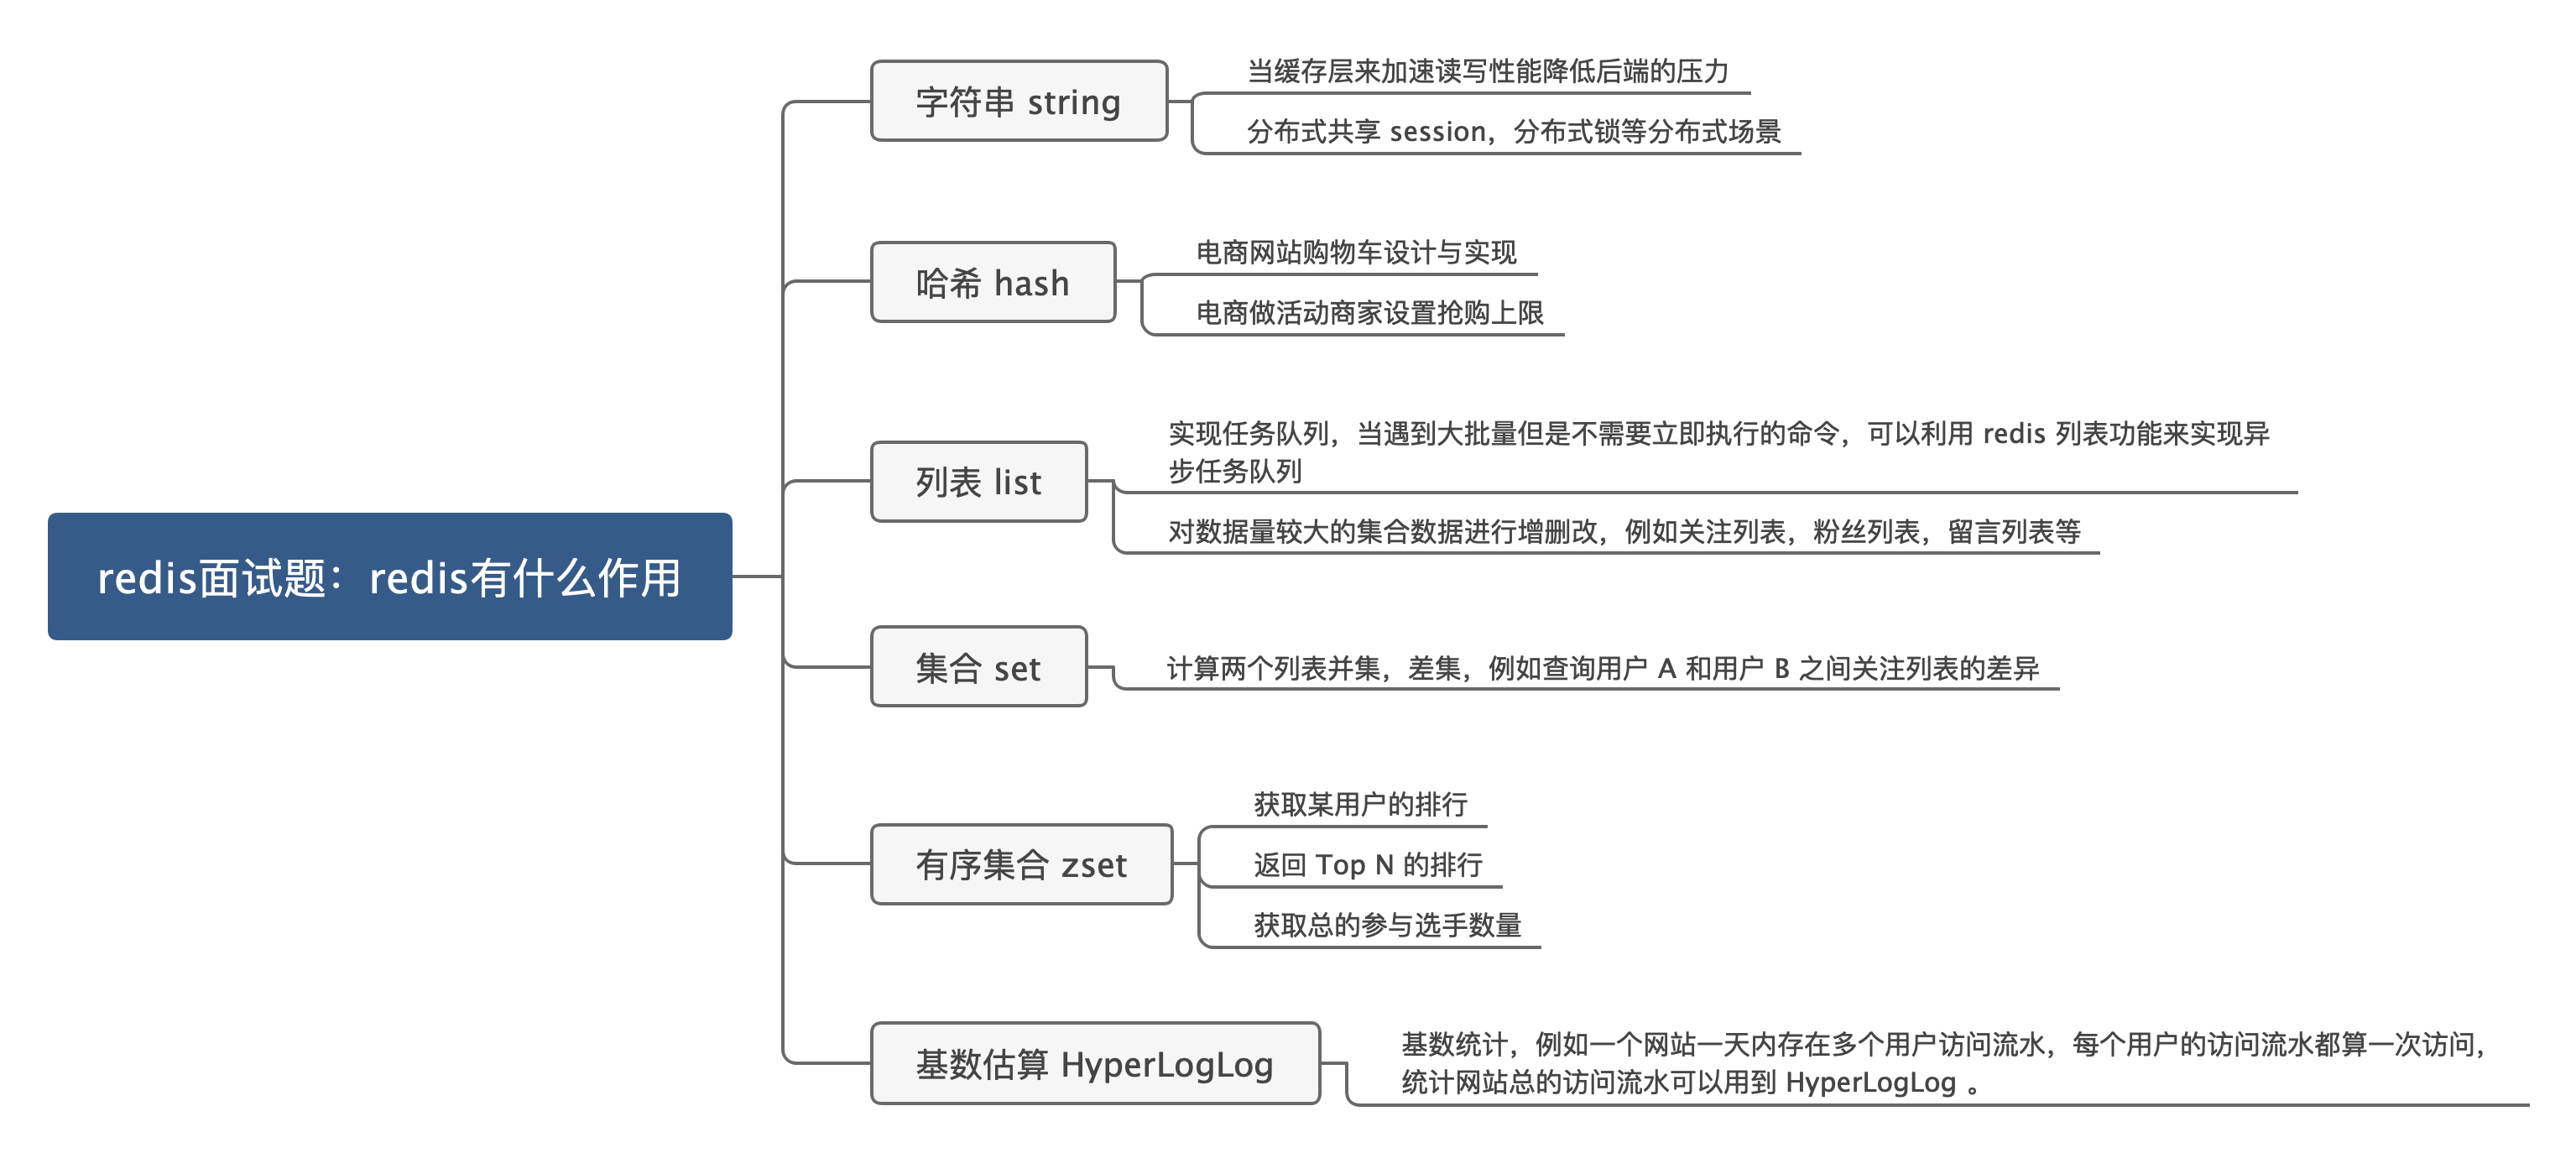 redis面试题：redis有什么作用
字符串 string
当缓存层来加速读写性能降低后端的压力
分布式共享 session，分布式锁等分布式场景
哈希 hash
电商网站购物车设计与实现
电商做活动商家设置抢购上限
列表 list
实现任务队列，当遇到大批量但是不需要立即执行的命令，可以利用 redis 列表功能来实现异
步任务队列
对数据量较大的集合数据进行增删改，例如关注列表，粉丝列表，留言列表等
集合 set
计算两个列表并集，差集，例如查询用户 A 和用户 B 之间关注列表的差异
有序集合 zset
获取某用户的排行
返回 Top N 的排行
获取总的参与选手数量
基数估算 HyperLogLog
基数统计，例如一个网站一天内存在多个用户访问流水，每个用户的访问流水都算一次访问，
统计网站总的访问流水可以用到 HyperLogLog 。